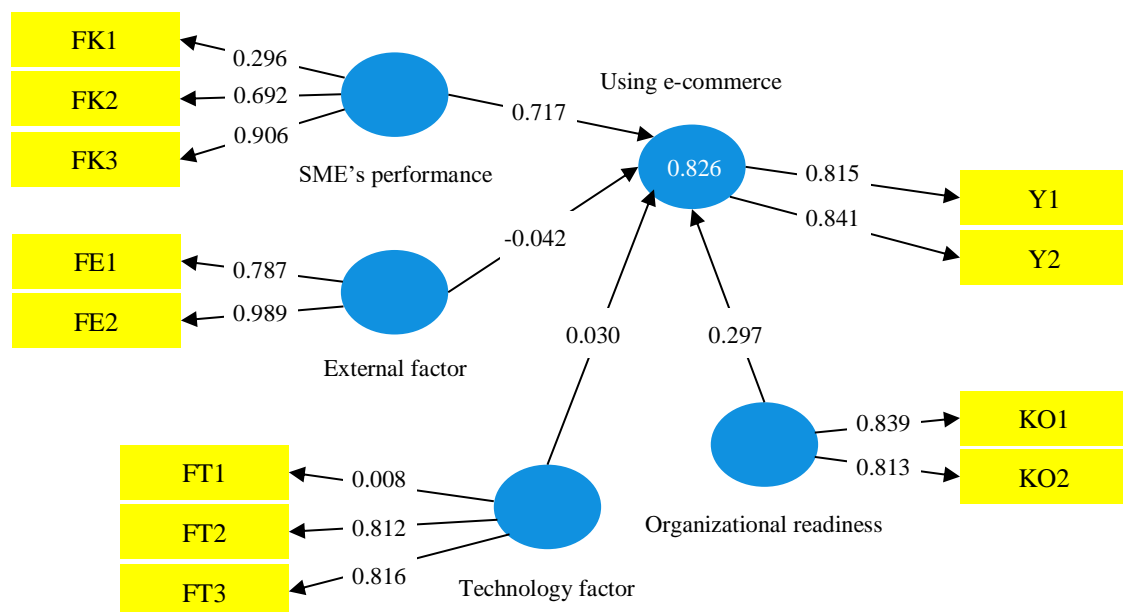 FK1
0.296
FK2
0.692
FK3
0.906
SME's performance
Using e-commerce
0.717
0.826
0.815
Y1
0.841
Y2
-0.042
FE1
0.787
FE2
0.989
External factor
0.030
0.297
FT1
0.008
FT2
0.812
FT3
0.816
Technology factor
0.839
KO1
0.813
KO2
Organizational readiness